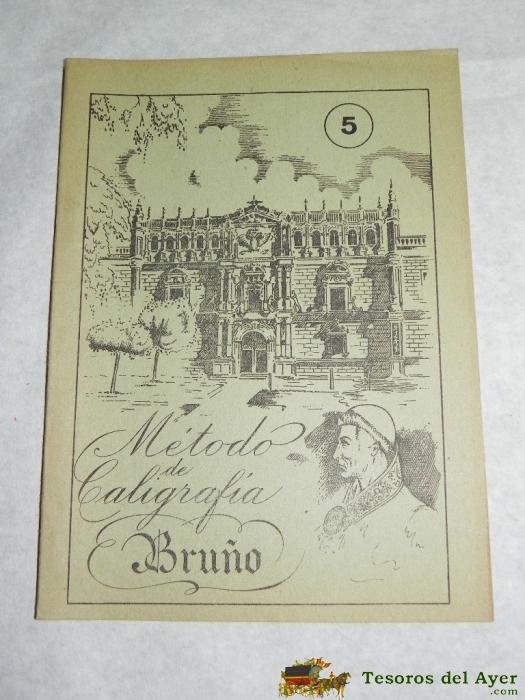 5
Método
de
Caligrafía
Bruño
Tesoros del Ayer
.com